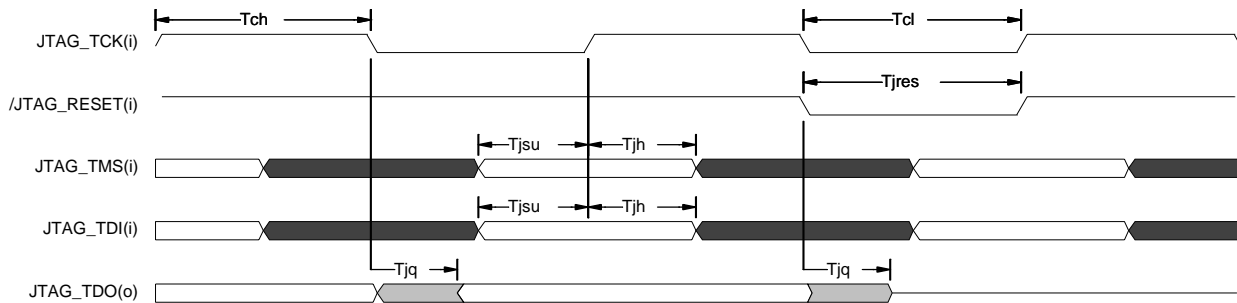 Tch
Tcl
JTAG_TCK(i)
Tjres
/JTAG_RESET(i)
Tjsu
Tjh
JTAG_TMS(i)
Tjsu
Tjh
JTAG_TDI(i)
Tjq
Tjq
JTAG_TDO(o)